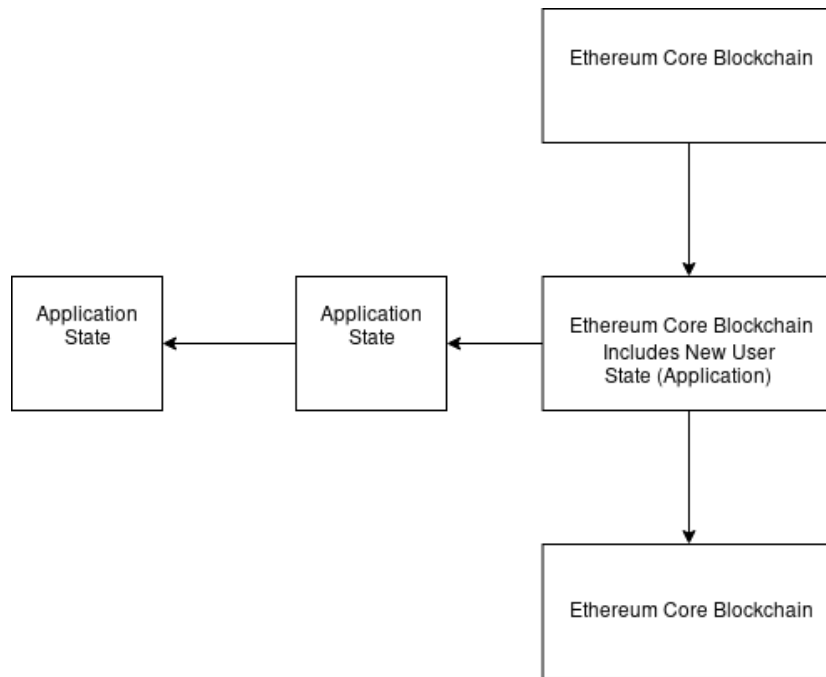 Ethereum Core Blockchain
Application
State
Application
State
Ethereum Core Blockchain
Includes New User
State (Application)
Ethereum Core Blockchain